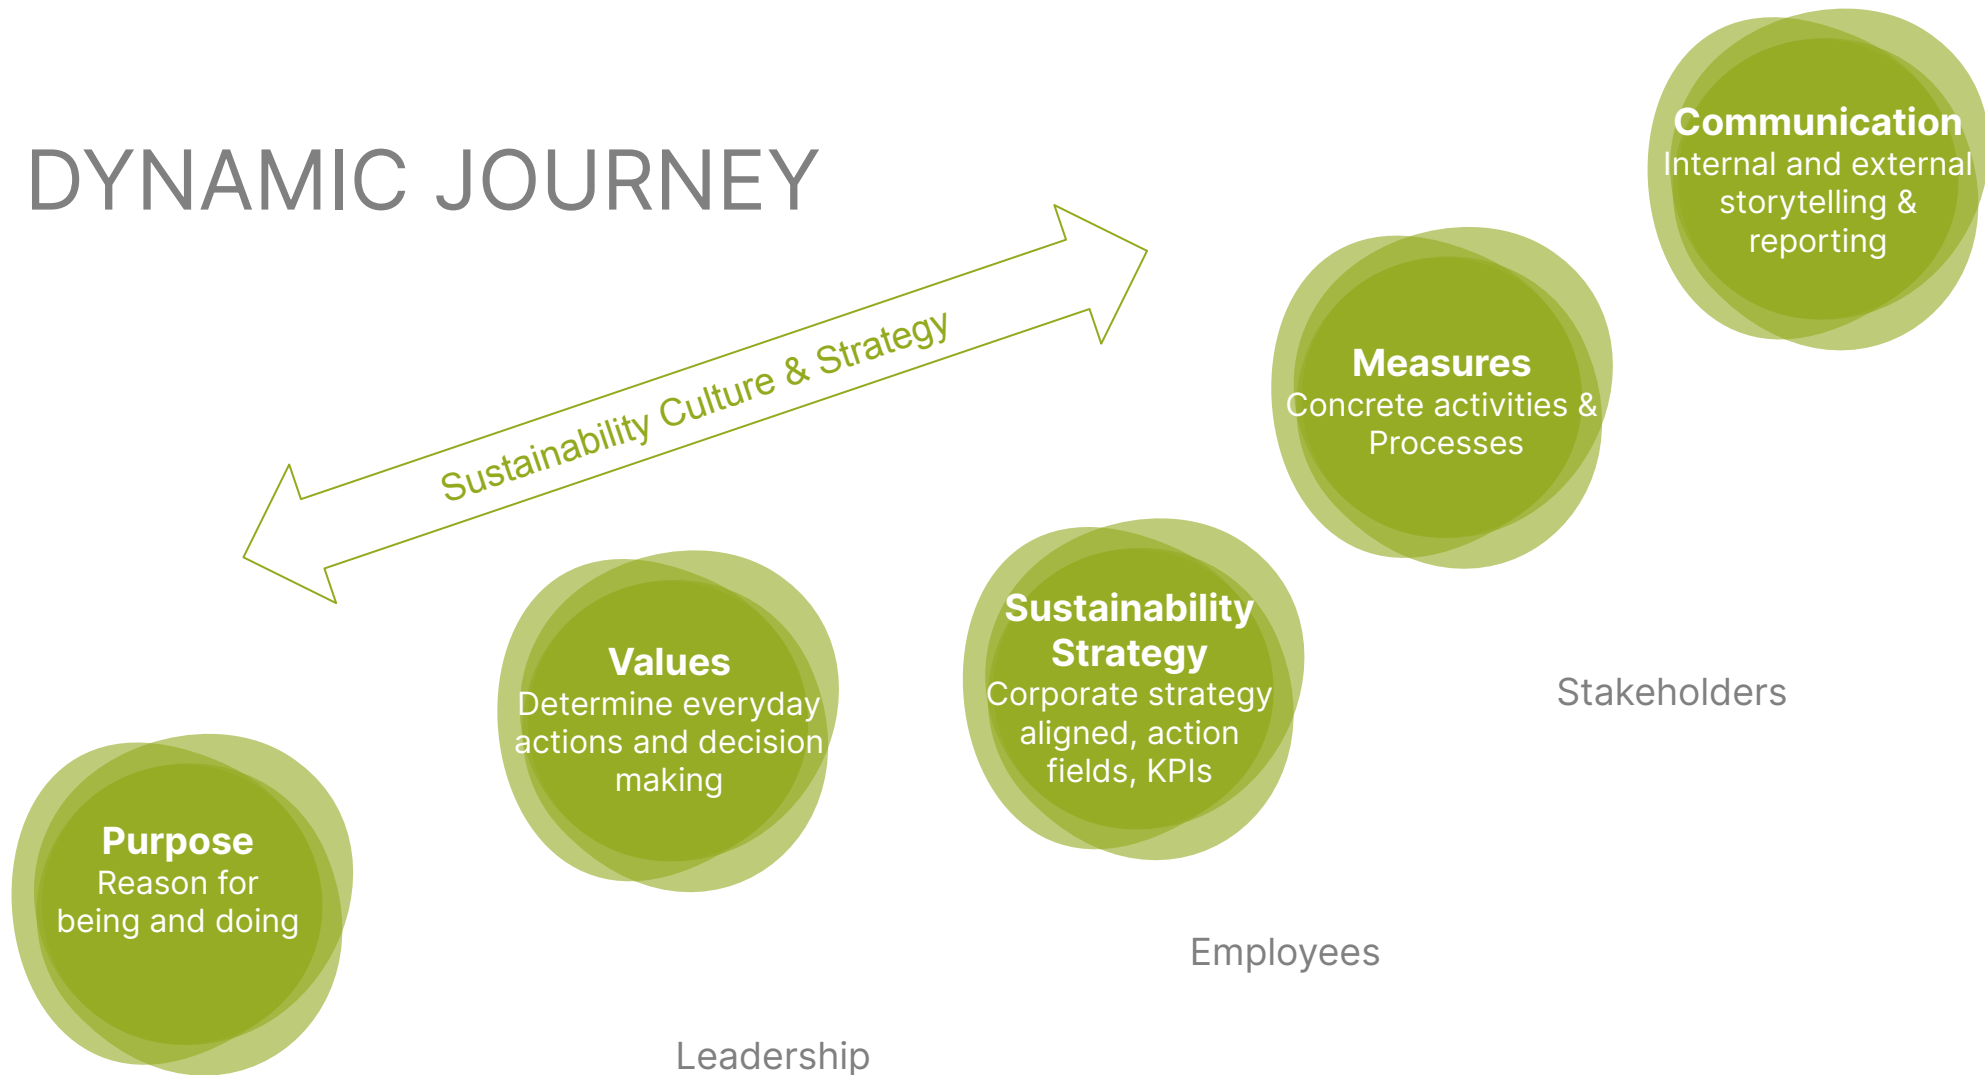 DYNAMIC JOURNEY
Sustainability Culture & Strategy
Purpose
Reason for
being and doing
Values
Determine everyday
actions and decision
making
Sustainability
Strategy
Corporate strategy
aligned, action
fields, KPIs
Measures
Concrete activities &
Processes
Communication
Internal and external
storytelling &
reporting
Leadership
Employees
Stakeholders